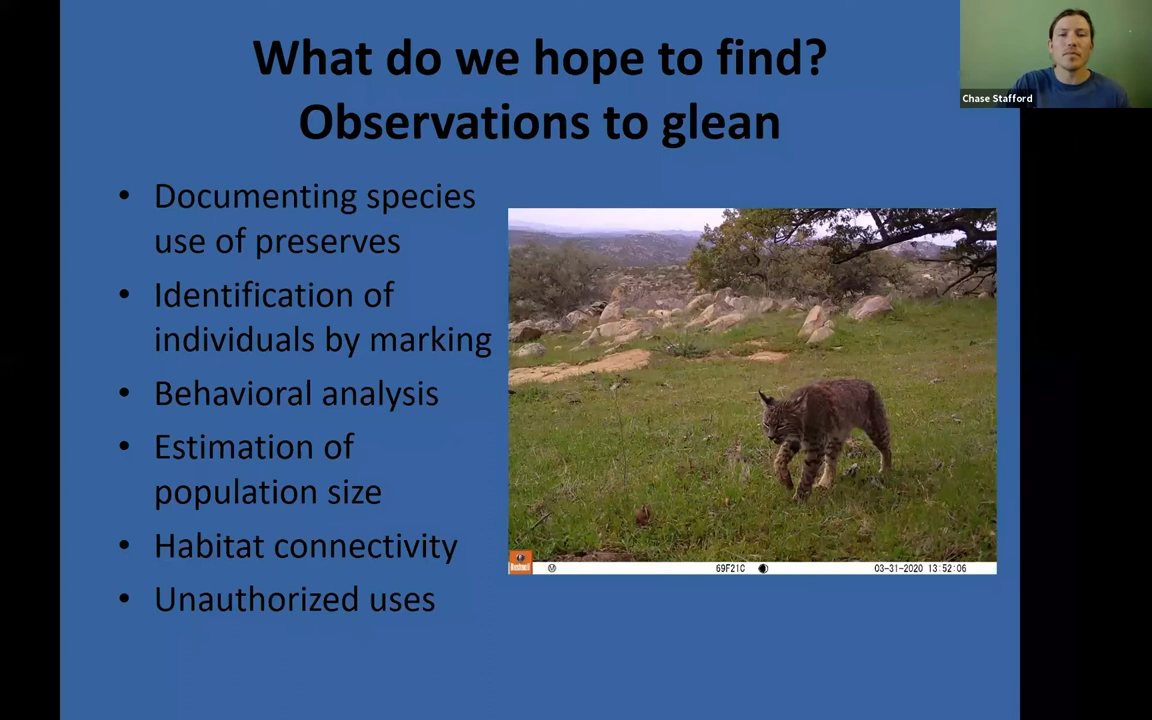 What do we hope to find?
Observations to glean
Chase Stafford
• Documenting species
use of preserves
• Identification of
individuals by marking
• Behavioral analysis
• Estimation of
population size
• Habitat connectivity
• Unauthorized uses
Bushnell
M
69F21C
03-31-2020 13:52:06